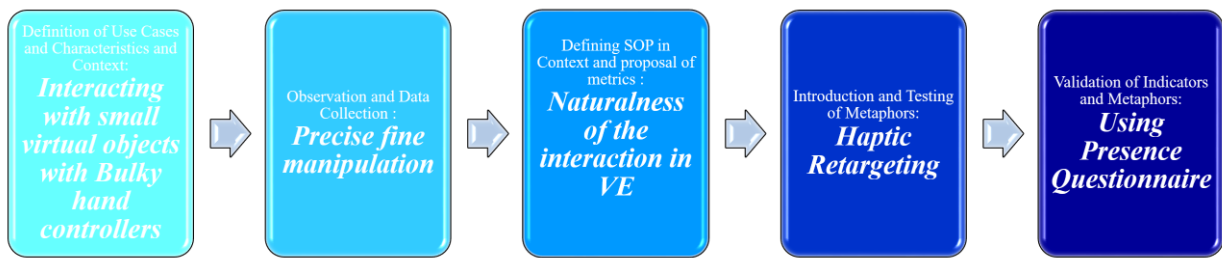 Definition of Use Cases
and Characteristics and
Context:
Interacting
with small
virtual objects
with Bulky
hand
controllers
Observation and Data
Collection :
Precise fine
manipulation
Defining SOP in
Context and proposal of
metrics :
Naturalness
of the
interaction in
VE
Introduction and Testing
of Metaphors:
Haptic
Retargeting
Validation of Indicators
and Metaphors:
Using
Presence
Questionnaire